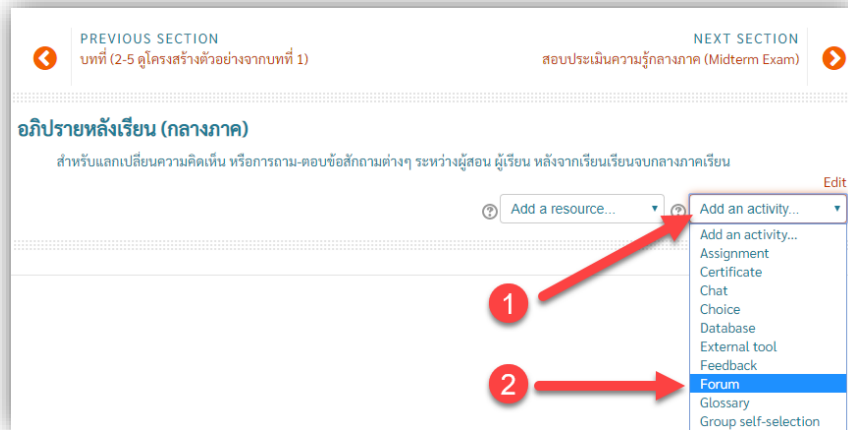 PREVIOUS SECTION
บทที่ (2-5 ดูโครงสร้างตัวอย่างจากบทที่ 1)
NEXT SECTION
สอบประเมินความรู้กลางภาค (Midterm Exam)
อภิปรายหลังเรียน (กลางภาค)
สำหรับแลกเปลี่ยนความคิดเห็น หรือการถาม-ตอบข้อสักถามต่างๆ ระหว่างผู้สอน ผู้เรียน หลังจากเรียนเรียนจบกลางภาคเรียน
Edit
? Add a resource...
? Add an activity...
Add an activity...
Assignment
Certificate
Chat
1
Choice
Database
External tool
Feedback
2
Forum
Glossary
Group self-selection